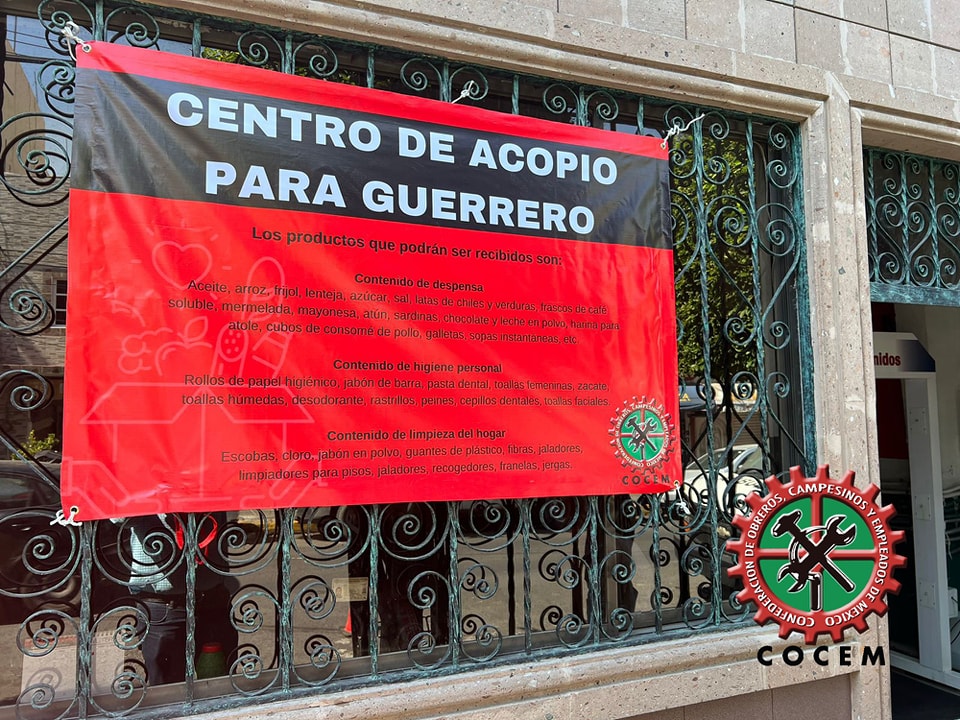 CENTRO DE ACOPIO
PARA GUERRERO
Los productos que podrán ser recibidos son:
Contenido de despensa
Aceite, arroz, frijol, lenteja, azúcar, sal, latas de chiles y verduras, frascos de café
soluble, mermelada, mayonesa, atún, sardinas, chocolate y leche en polvo, harina para
atole, cubos de consomé de pollo, galletas, sopas instantáneas, etc.
Contenido de higiene personal
Rollos de papel higiénico, jabón de barra, pasta dental, toallas femeninas, zacate,
toallas húmedas, desodorante, rastrillos, peines, cepillos dentales, toallas faciales
Contenido de limpieza del hogar
Escobas, cloro, jabón en polvo, guantes de plástico, fibras, jaladores,
limpiadores para pisos, jaladores, recogedores, franelas, jergas.
COCEM
nidos
CONFEDERACIÓN DE OBREROS, CAMPESINOS Y EMPLEADOS DE MÉXICO
COCEM